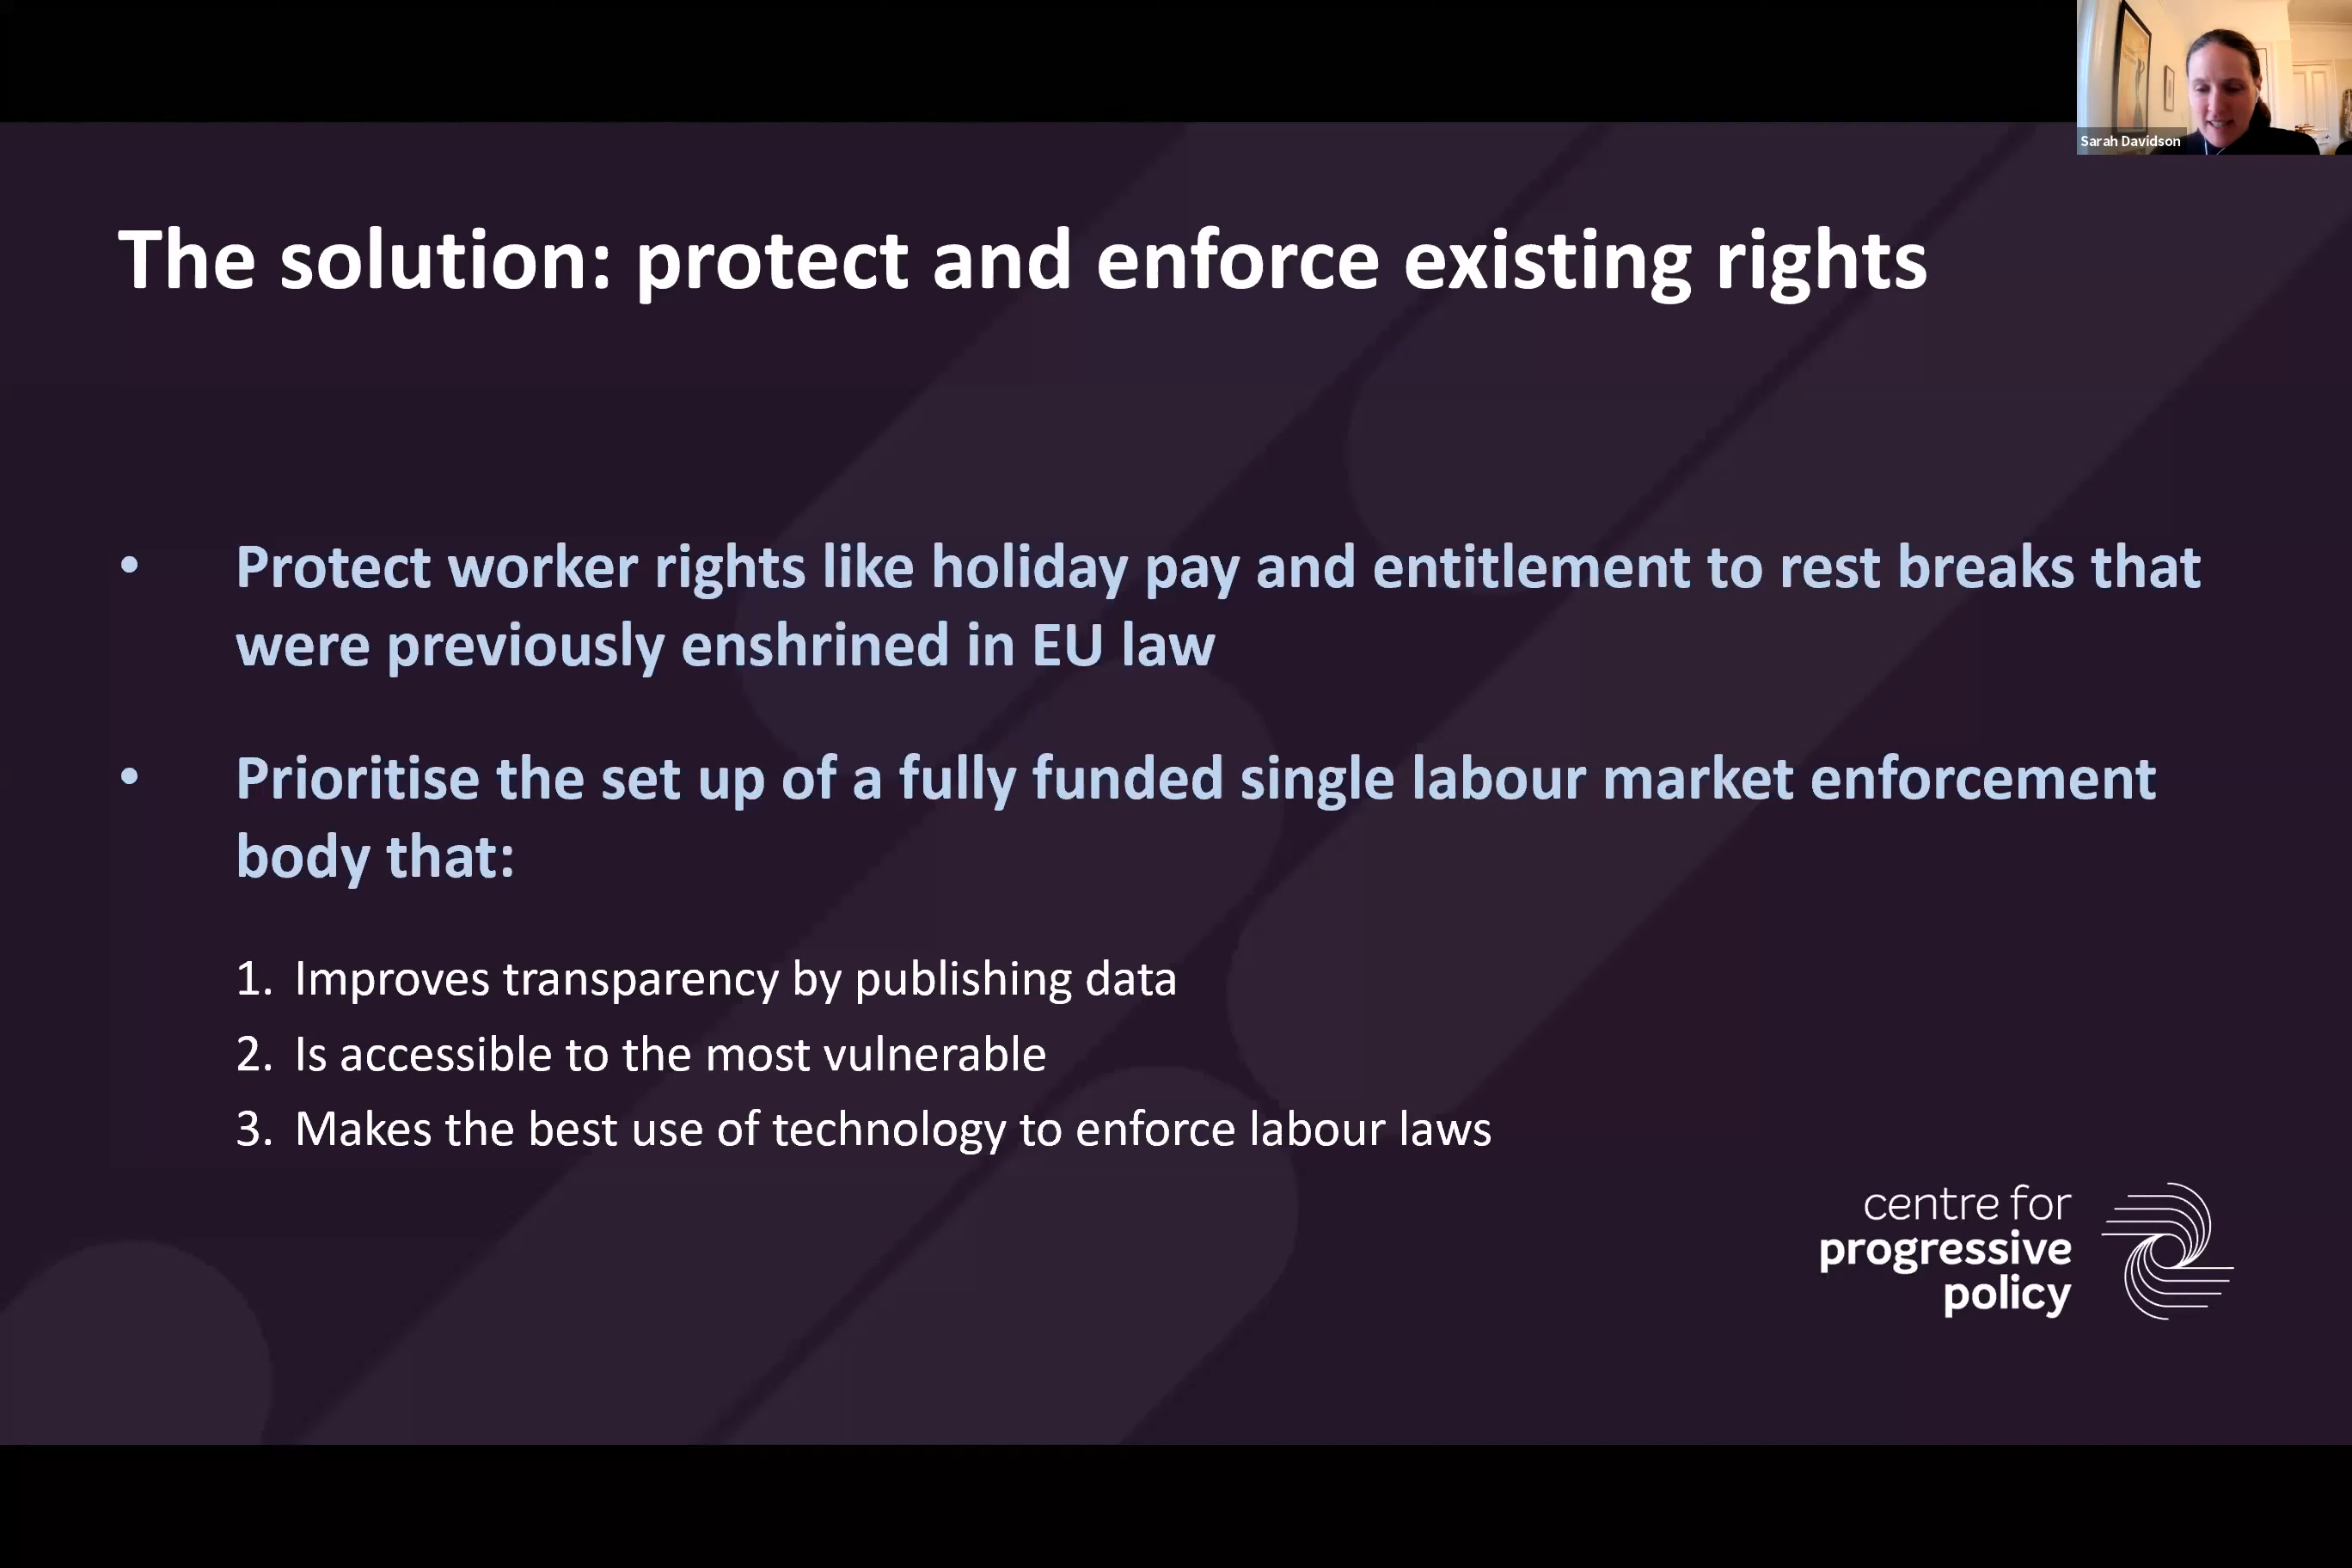 Sarah Davidson
The solution: protect and enforce existing rights
• Protect worker rights like holiday pay and entitlement to rest breaks that
were previously enshrined in EU law
• Prioritise the set up of a fully funded single labour market enforcement
body that:
1. Improves transparency by publishing data
2. Is accessible to the most vulnerable
3. Makes the best use of technology to enforce labour laws
centre for
progressive
policy